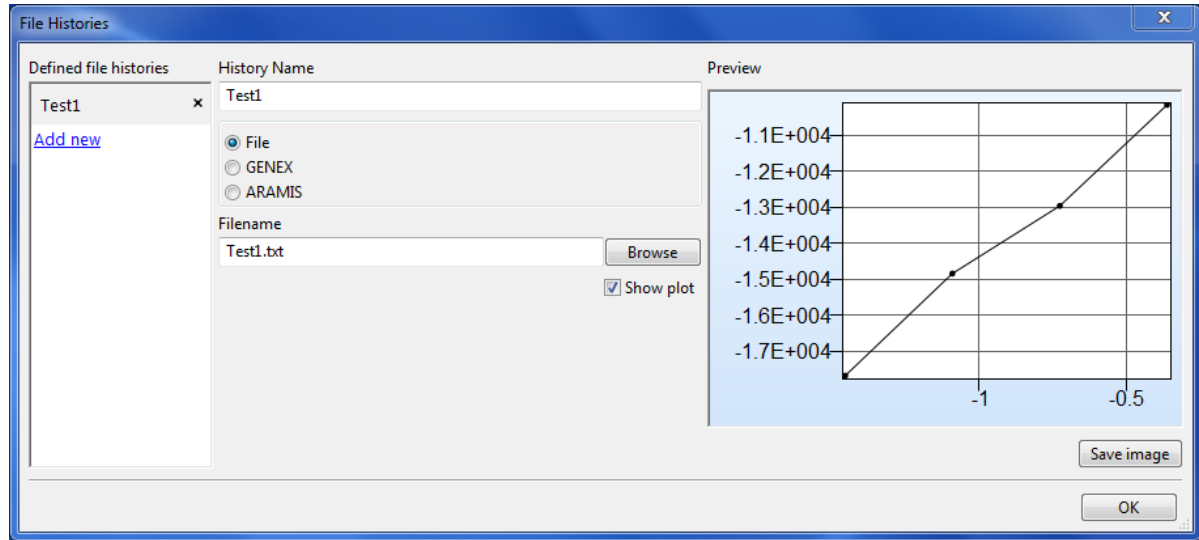 File Histories
x
Defined file histories
Test1 ×
Add new
History Name
Test1
File
GENEX
ARAMIS
Filename
Test1.txt
Browse
Show plot
Preview
-1.1E+004
-1.2E+004
-1.3E+004
-1.4E+004
-1.5E+004
-1.6E+004
-1.7E+004
-1 -0.5
Save image
OK